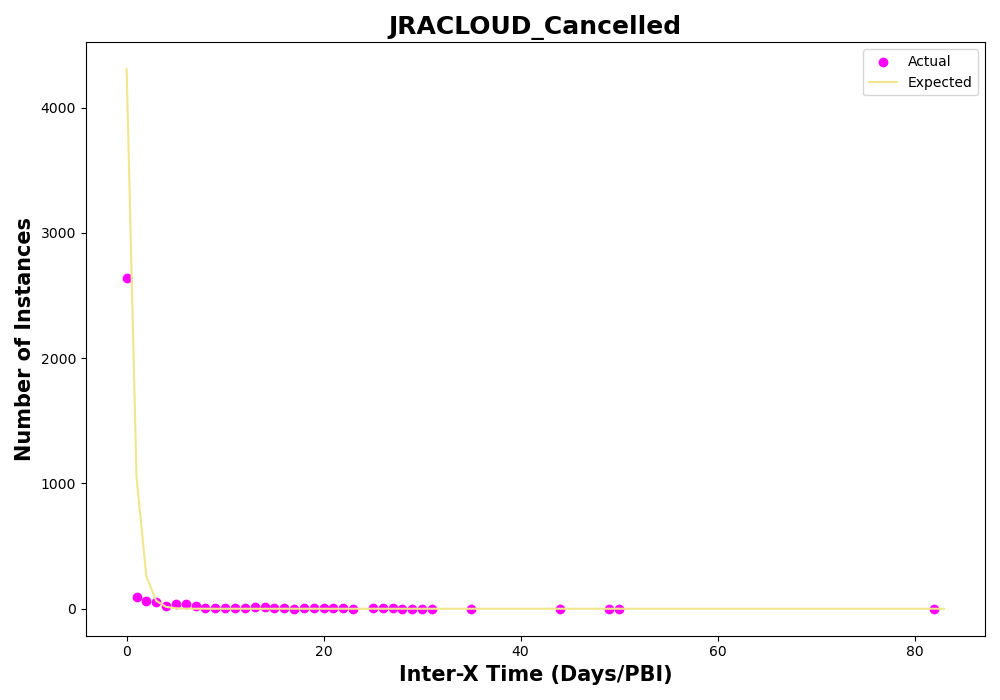 JRACLOUD_Cancelled
Actual
Expected
4000
3000
2000
1000
0
Number of Instances
0 20 40 60 80
Inter-X Time (Days/PBI)